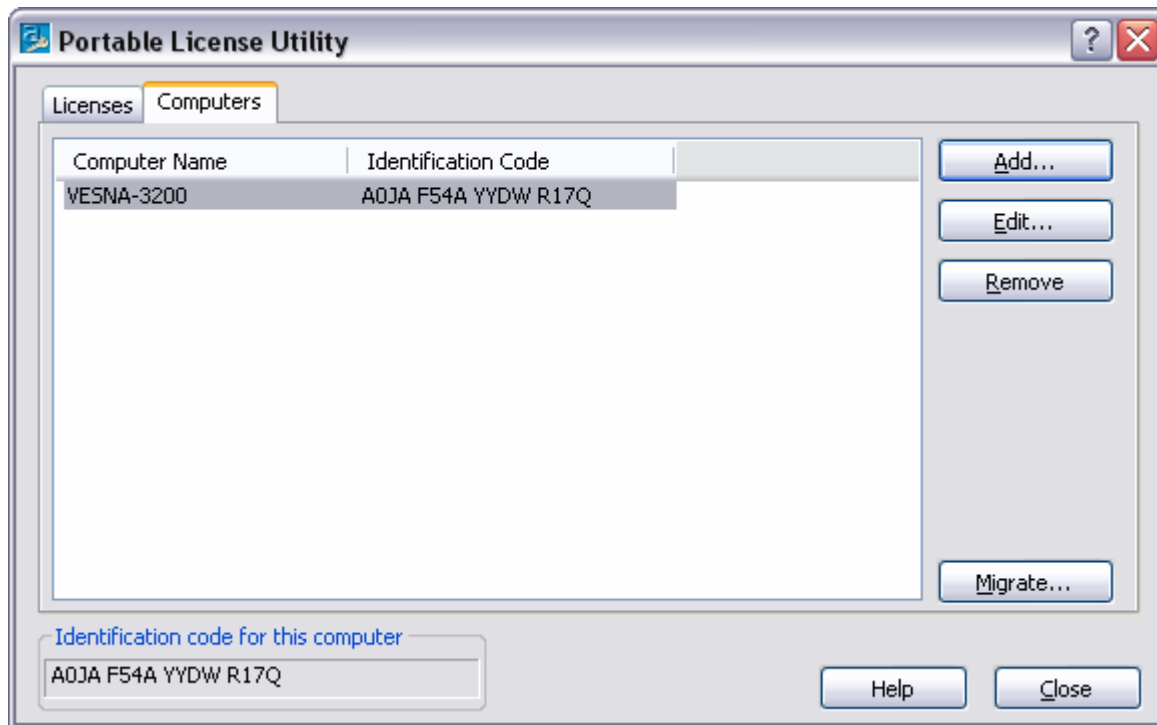 Portable License Utility
Licenses Computers
Computer Name Identification Code
VESNA-3200 A0JA F54A YYDW R17Q
Add...
Edit...
Remove
Migrate...
Identification code for this computer
A0JA F54A YYDW R17Q
Help Close